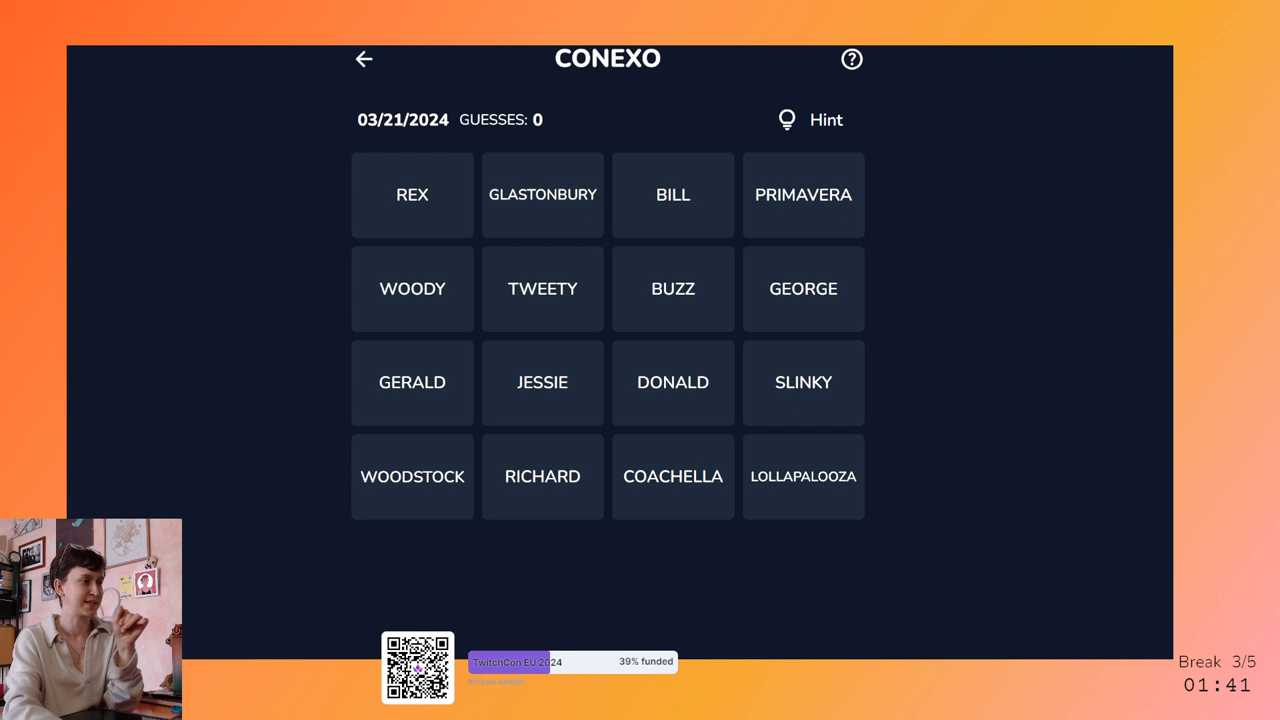 CONEXO
03/21/2024 GUESSES: 0
Hint
REX GLASTONBURY BILL PRIMAVERA
WOODY TWEETY BUZZ GEORGE
GERALD JESSIE DONALD SLINKY
WOODSTOCK RICHARD COACHELLA LOLLAPALOOZA
TwitchCon EU 2024 39% funded
Break 3/5
01:41